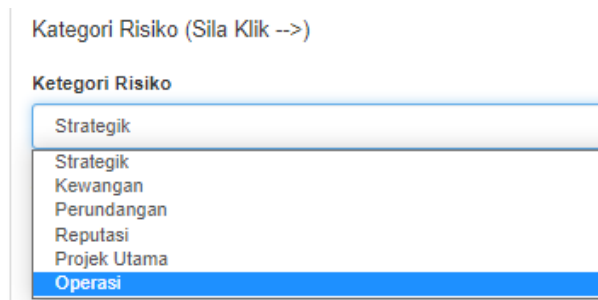 Kategori Risiko (Sila Klik -->)
Ketegori Risiko
Strategik
Strategik
Kewangan
Perundangan
Reputasi
Projek Utama
Operasi